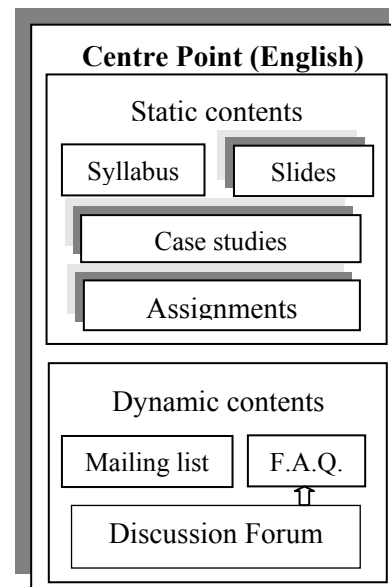 Centre Point (English)
Static contents
Syllabus Slides
Case studies
Assignments
Dynamic contents
Mailing list F.A.Q.
Discussion Forum